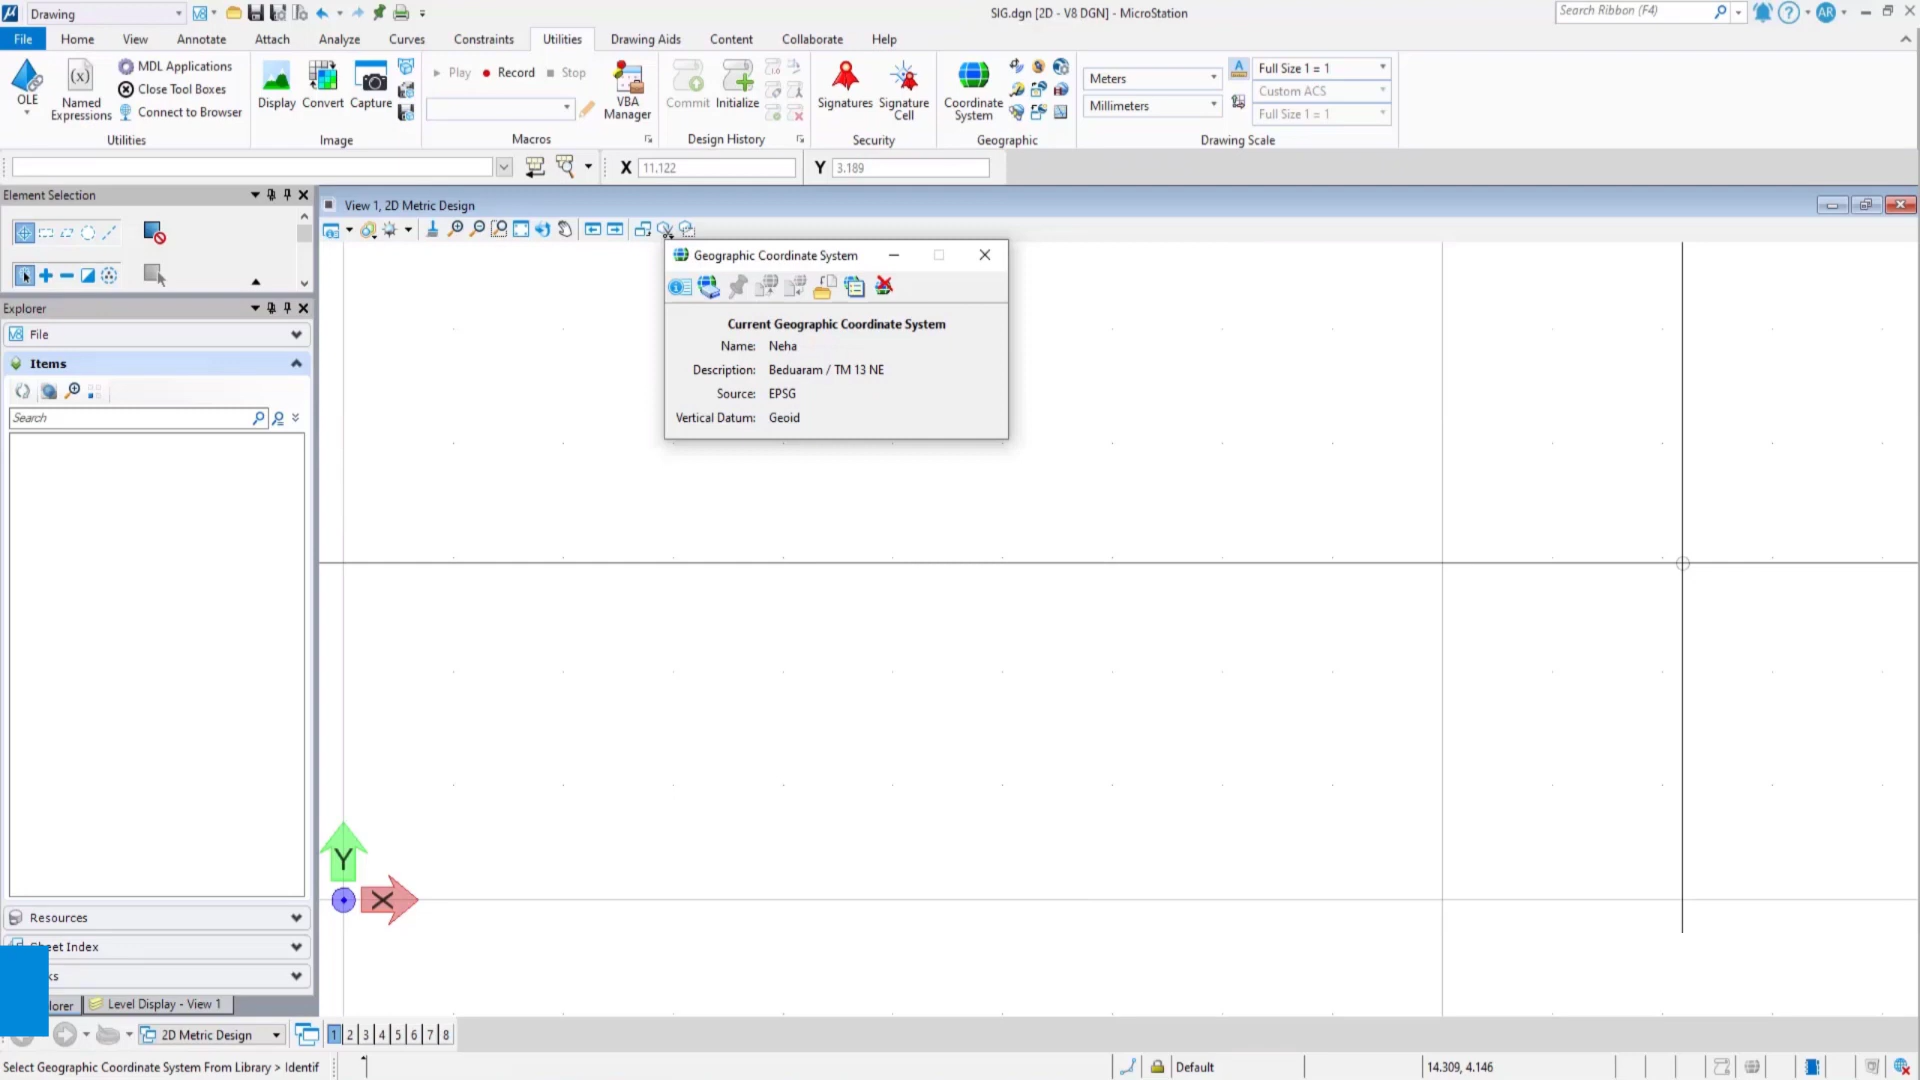 Drawing
SIG.dgn [2D - V8 DGN] - MicroStation
Search Ribbon (F4)
AR
File Home View Annotate Attach Analyze Curves Constraints Utilities Drawing Aids Content Collaborate Help
OLE
Named Expressions
MDL Applications
Close Tool Boxes
Connect to Browser
Utilities
Display Convert Capture
Image
Play Record Stop
VBA Manager
Macros
Commit Initialize
Design History
Signatures Signature Cell
Security
Coordinate System
Geographic
Meters
Millimeters
Full Size 1 = 1
Custom ACS
Full Size 1 = 1
Drawing Scale
X 11.122 Y 3.189
Element Selection
View 1, 2D Metric Design
Explorer
File
Items
Search
Geographic Coordinate System
Current Geographic Coordinate System
Name: Neha
Description: Beduaram / TM 13 NE
Source: EPSG
Vertical Datum: Geoid
Y
X
Resources
Sheet Index
ks
lorer Level Display - View 1
2D Metric Design 1 2 3 4 5 6 7 8
Select Geographic Coordinate System From Library > Identif
Default
14.309, 4.146